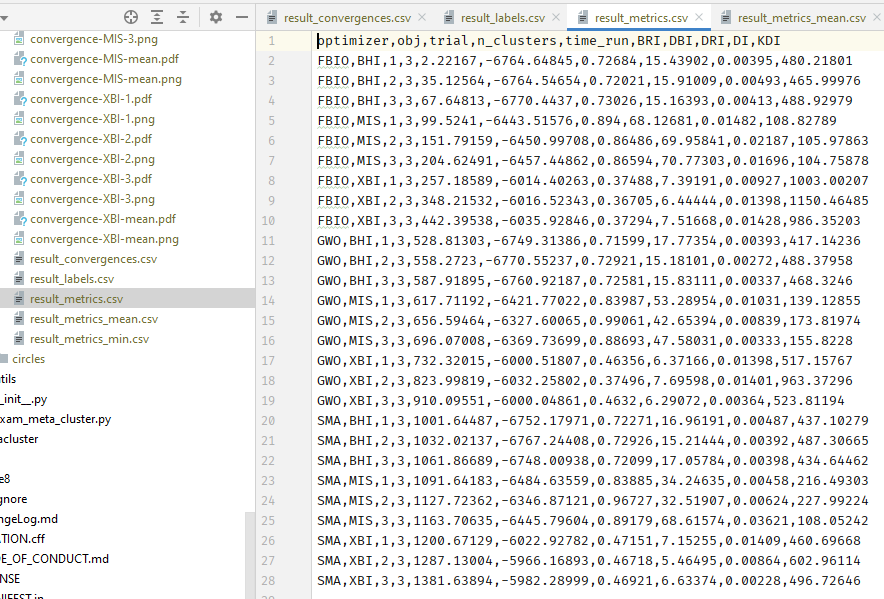 result_convergences.csv
result_labels.csv
result_metrics.csv
result_metrics_mean.csv
convergence-MIS-3.png
convergence-MIS-mean.pdf
convergence-MIS-mean.png
convergence-XBI-1.pdf
convergence-XBI-1.png
convergence-XBI-2.pdf
convergence-XBI-2.png
convergence-XBI-3.pdf
convergence-XBI-3.png
convergence-XBI-mean.pdf
convergence-XBI-mean.png
result_convergences.csv
result_labels.csv
result_metrics.csv
result_metrics_mean.csv
result_metrics_min.csv
circles
tils
_init__.py
xam_meta_cluster.py
acluster
e8
gnore
ngeLog.md
TION.cff
DE_OF_CONDUCT.md
NSE
NIFEST.in
1 optimizer,obj,trial,n_clusters,time_run,BRI,DBI,DRI,DI,KDI
2 FBIO,BHI,1,3,2.22167,-6764.64845,0.72684,15.43902,0.00395,480.21801
3 FBIO,BHI,2,3,35.12564,-6764.54654,0.72021,15.91009,0.00493,465.99976
4 FBIO,BHI,3,3,67.64813,-6770.4437,0.73026,15.16393,0.00413,488.92979
5 FBIO,MIS,1,3,99.5241,-6443.51576,0.894,68.12681,0.01482,108.82789
6 FBIO,MIS,2,3,151.79159,-6450.99708,0.86486,69.95841,0.02187,105.97863
7 FBIO,MIS,3,3,204.62491,-6457.44862,0.86594,70.77303,0.01696,104.75878
8 FBIO,XBI,1,3,257.18589,-6014.40263,0.37488,7.39191,0.00927,1003.00207
9 FBIO,XBI,2,3,348.21532,-6016.52343,0.36705,6.44444,0.01398,1150.46485
10 FBIO,XBI,3,3,442.39538,-6035.92846,0.37294,7.51668,0.01428,986.35203
11 GWO,BHI,1,3,528.81303,-6749.31386,0.71599,17.77354,0.00393,417.14236
12 GWO,BHI,2,3,558.2723,-6770.55237,0.72921,15.18101,0.00272,488.37958
13 GWO,BHI,3,3,587.91895,-6760.92187,0.72581,15.83111,0.00337,468.3246
14 GWO,MIS,1,3,617.71192,-6421.77022,0.83987,53.28954,0.01031,139.12855
15 GWO,MIS,2,3,656.59464,-6327.60065,0.99061,42.65394,0.00839,173.81974
16 GWO,MIS,3,3,696.07008,-6369.73699,0.88693,47.58031,0.00333,155.8228
17 GWO,XBI,1,3,732.32015,-6000.51807,0.46356,6.37166,0.01398,517.15767
18 GWO,XBI,2,3,823.99819,-6032.25802,0.37496,7.69598,0.01401,963.37296
19 GWO,XBI,3,3,910.09551,-6000.04861,0.4632,6.29072,0.00364,523.81194
20 SMA,BHI,1,3,1001.64487,-6752.17971,0.72271,16.96191,0.00487,437.10279
21 SMA,BHI,2,3,1032.02137,-6767.24408,0.72926,15.21444,0.00392,487.30665
22 SMA,BHI,3,3,1061.86689,-6748.00938,0.72099,17.05784,0.00398,434.64462
23 SMA,MIS,1,3,1091.64183,-6484.63559,0.83885,34.24635,0.00458,216.49303
24 SMA,MIS,2,3,1127.72362,-6346.87121,0.96727,32.51907,0.00624,227.99224
25 SMA,MIS,3,3,1163.70635,-6445.79604,0.89179,68.61574,0.03621,108.05242
26 SMA,XBI,1,3,1200.67129,-6022.92782,0.47151,7.15255,0.01409,460.69668
27 SMA,XBI,2,3,1287.13004,-5966.16893,0.46718,5.46495,0.00864,602.96114
28 SMA,XBI,3,3,1381.63894,-5982.28999,0.46921,6.63374,0.00228,496.72646